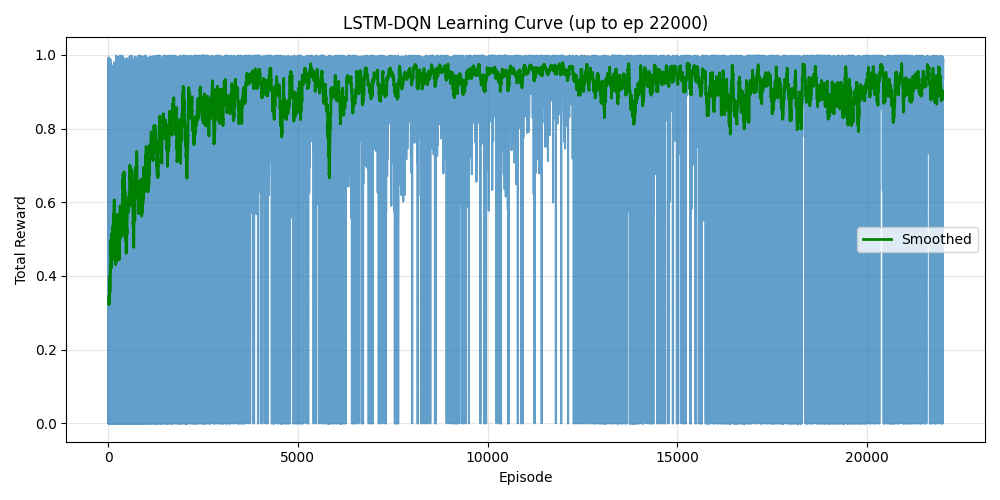 LSTM-DQN Learning Curve (up to ep 22000)
Total Reward
1.0
0.8
0.6
0.4
0.2
0.0
Smoothed
0 5000 10000 15000 20000
Episode